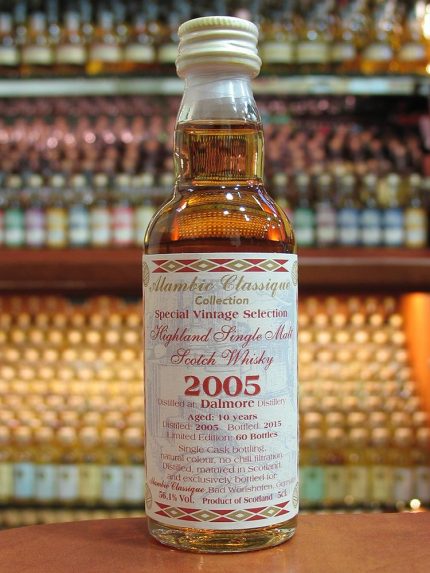 Alambic Classique
Collection
Special Vintage Selection
Highland Single Malt
Scotch Whisky
2005
Distilled at: Dalmore Distillery
Aged: 10 years
Distilled: 2005 Bottled: 2015
Limited Edition: 60 Bottles
Single Cask bottling,
natural colour, no chill filtration.
Distilled, matured in Scotland
and exclusively bottled for
Alambic Classique, Bad Wörishofen, Germany
56,1% Vol. Product of Scotland 5cl